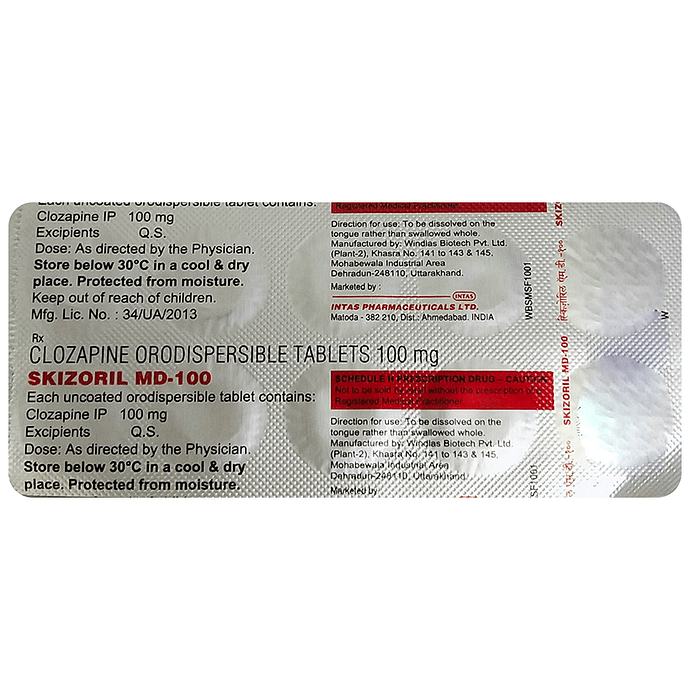 Each uncoated orodispersible tablet contains:
Clozapine IP 100 mg
Excipients Q.S.
Dose: As directed by the Physician.
Store below 30°C in a cool & dry
place. Protected from moisture.
Keep out of reach of children.
Mfg. Lic. No. : 34/UA/2013
Registered Medical Practitioner.
Direction for use: To be dissolved on the
tongue rather than swallowed whole.
Manufactured by: Windlas Biotech Pvt. Ltd.
(Plant-2), Khasra No. 141 to 143 & 145,
Mohabewala Industrial Area
Dehradun-248110, Uttarakhand.
Marketed by :
INTAS
INTAS PHARMACEUTICALS LTD.
Matoda - 382 210, Dist.: Ahmedabad. INDIA
WBSMSF1001
SKIZ
स्किज़ोरिल एम.डी.-१००
W
Rx
CLOZAPINE ORODISPERSIBLE TABLETS 100 mg
SKIZORIL MD-100
Each uncoated orodispersible tablet contains:
Clozapine IP 100 mg
Excipients Q.S.
Dose: As directed by the Physician.
Store below 30°C in a cool & dry
place. Protected from moisture.
SCHEDULE H PRESCRIPTION DRUG – CAUTION
Not to be sold by retail without the prescription of
Registered Medical Practitioner.
Direction for use: To be dissolved on the
tongue rather than swallowed whole.
Manufactured by: Windlas Biotech Pvt. Ltd.
(Plant-2), Khasra No. 141 to 143 & 145,
Mohabewala Industrial Area
Dehradun-248110, Uttarakhand.
Marketed by
SF1001
SKIZORIL MD-100
ल एम.डी.-१००